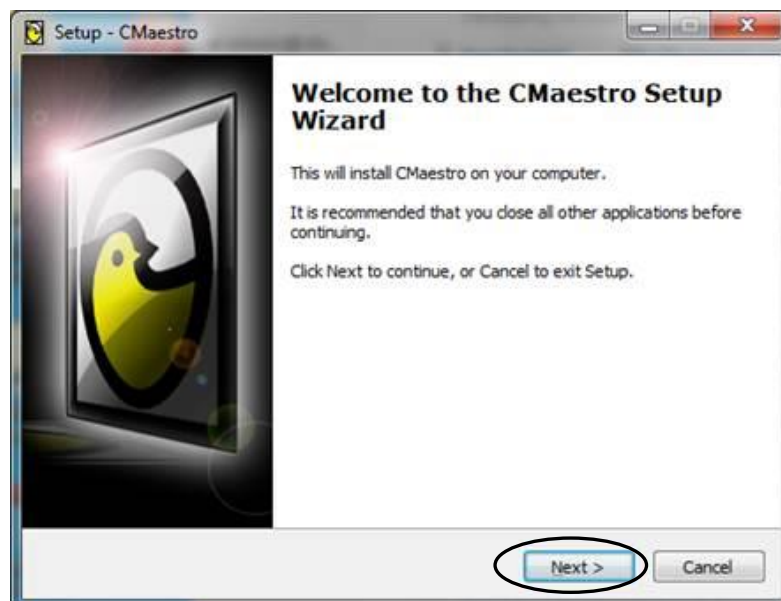 Setup - CMaestro
Welcome to the CMaestro Setup
Wizard
This will install CMaestro on your computer.
It is recommended that you close all other applications before
continuing.
Click Next to continue, or Cancel to exit Setup.
Next >
Cancel